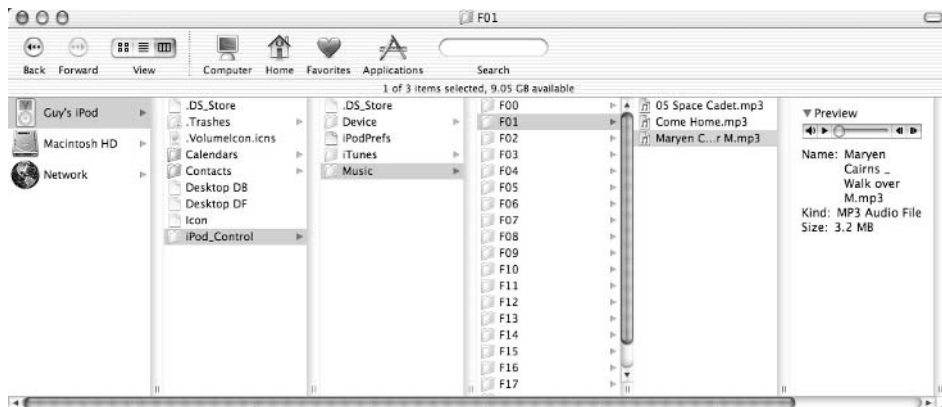 F01
Back Forward View Computer Home Favorites Applications Search
1 of 3 items selected, 9.05 GB available
Guy's iPod
Macintosh HD
Network
.DS_Store
.Trashes
.VolumeIcon.icns
Calendars
Contacts
Desktop DB
Desktop DF
Icon
iPod_Control
.DS_Store
Device
iPodPrefs
iTunes
Music
F00
F01
F02
F03
F04
F05
F06
F07
F08
F09
F10
F11
F12
F13
F14
F15
F16
F17
05 Space Cadet.mp3
Come Home.mp3
Maryen C...r M.mp3
Preview
Name: Maryen
Cairns _
Walk over
M.mp3
Kind: MP3 Audio File
Size: 3.2 MB